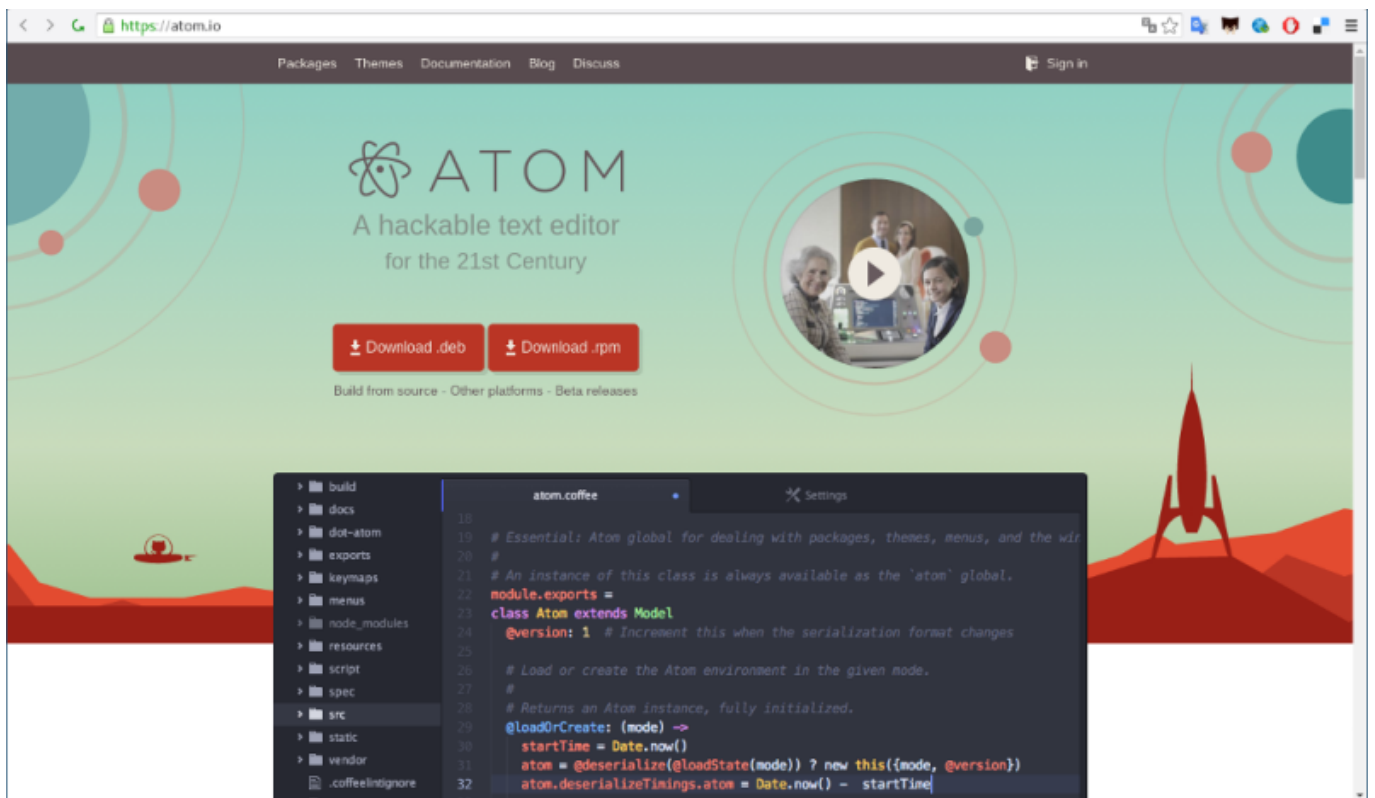 https://atom.io
Packages Themes Documentation Blog Discuss Sign in
ATOM
A hackable text editor
for the 21st Century
Download .deb Download .rpm
Build from source - Other platforms - Beta releases
build
docs
dot-atom
exports
keymaps
menus
node_modules
resources
script
spec
src
static
vendor
.coffeelintignore
atom.coffee Settings
18
19 # Essential: Atom global for dealing with packages, themes, menus, and the win
20 #
21 # An instance of this class is always available as the `atom` global.
22 module.exports =
23 class Atom extends Model
24 @version: 1 # Increment this when the serialization format changes
25
26 # Load or create the Atom environment in the given mode.
27 #
28 # Returns an Atom instance, fully initialized.
29 @loadOrCreate: (mode) ->
30 startTime = Date.now()
31 atom = @deserialize(@loadState(mode)) ? new this({mode, @version})
32 atom.deserializeTimings.atom = Date.now() - startTime